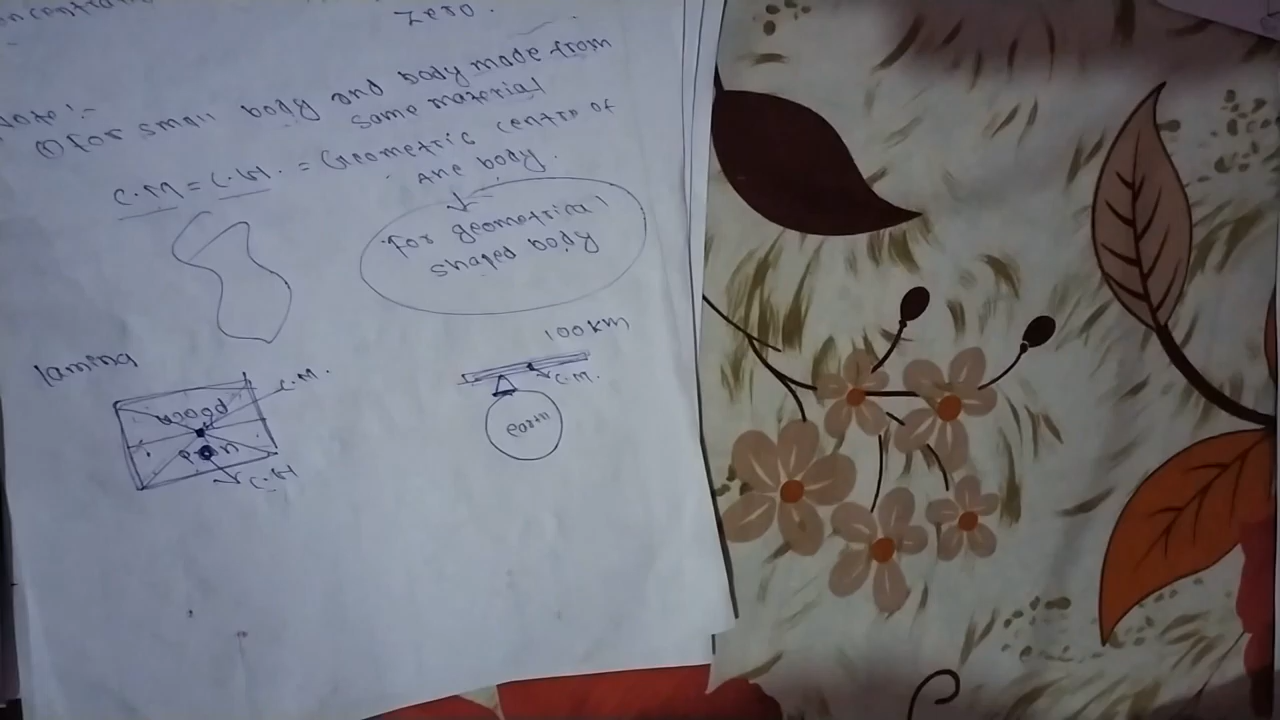 Zero.
Note :-
① for small body and body made from
same material
C.M = C.G. = Geometric centre of
the body.
for geometrical
shaped body
100 km
lamina
C.M.
C.M.
wood
earth
iron